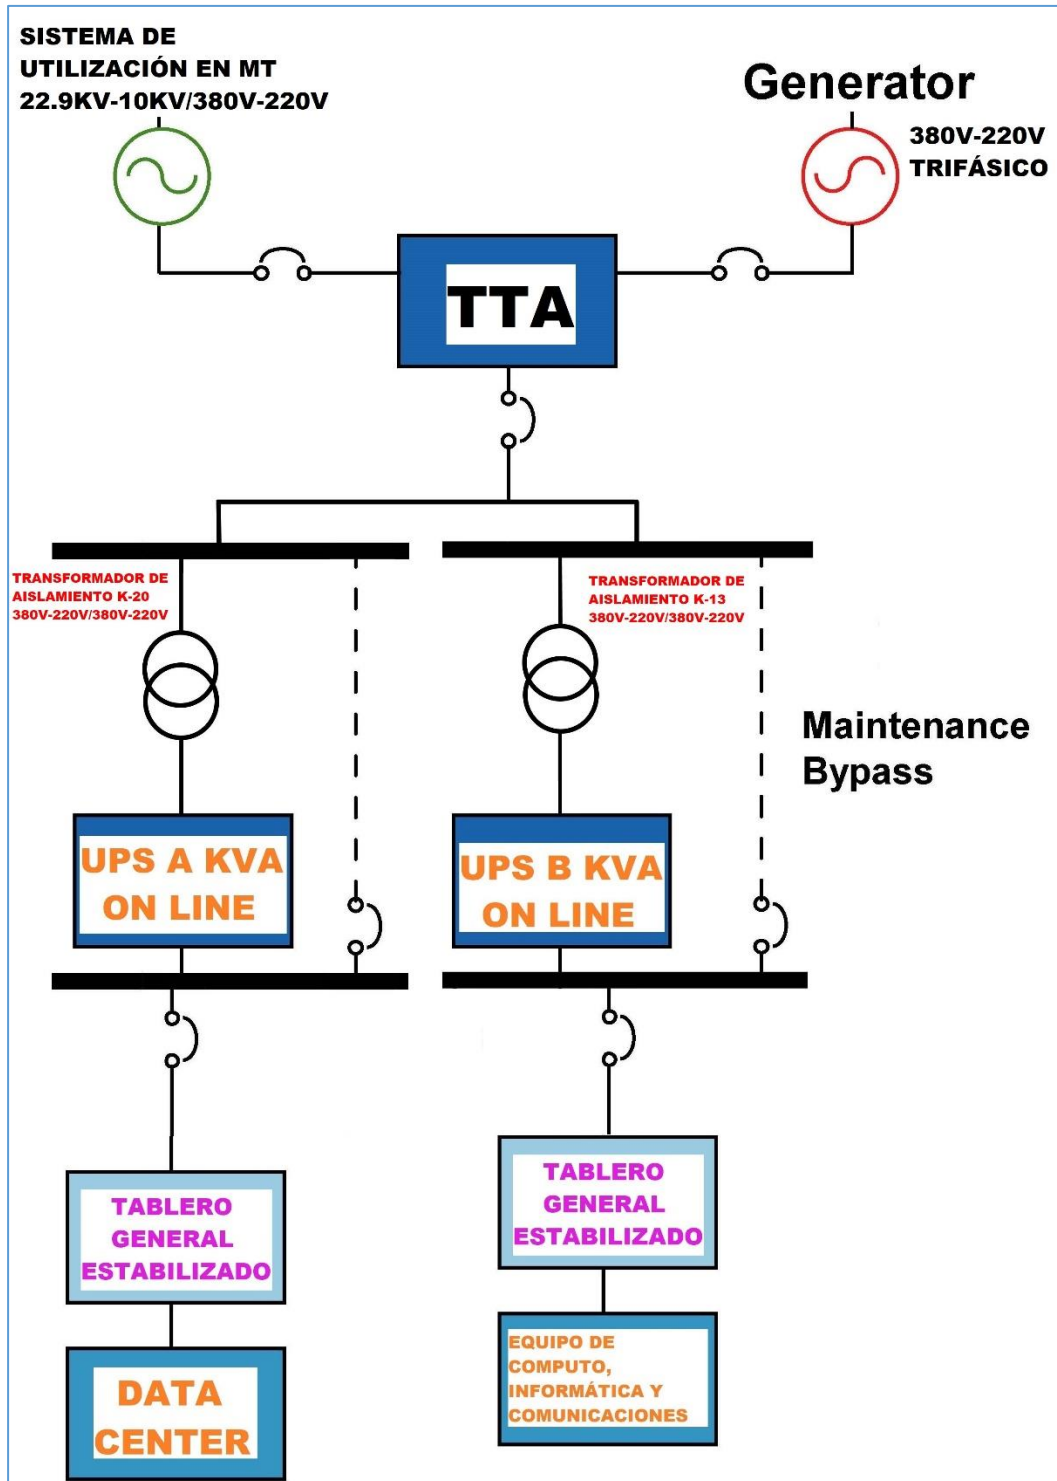 SISTEMA DE
UTILIZACIÓN EN MT
22.9KV-10KV/380V-220V
Generator
380V-220V
TRIFÁSICO
TTA
TRANSFORMADOR DE
AISLAMIENTO K-20
380V-220V/380V-220V
TRANSFORMADOR DE
AISLAMIENTO K-13
380V-220V/380V-220V
Maintenance
Bypass
UPS A KVA
ON LINE
UPS B KVA
ON LINE
TABLERO
GENERAL
ESTABILIZADO
TABLERO
GENERAL
ESTABILIZADO
DATA
CENTER
EQUIPO DE
COMPUTO,
INFORMÁTICA Y
COMUNICACIONES